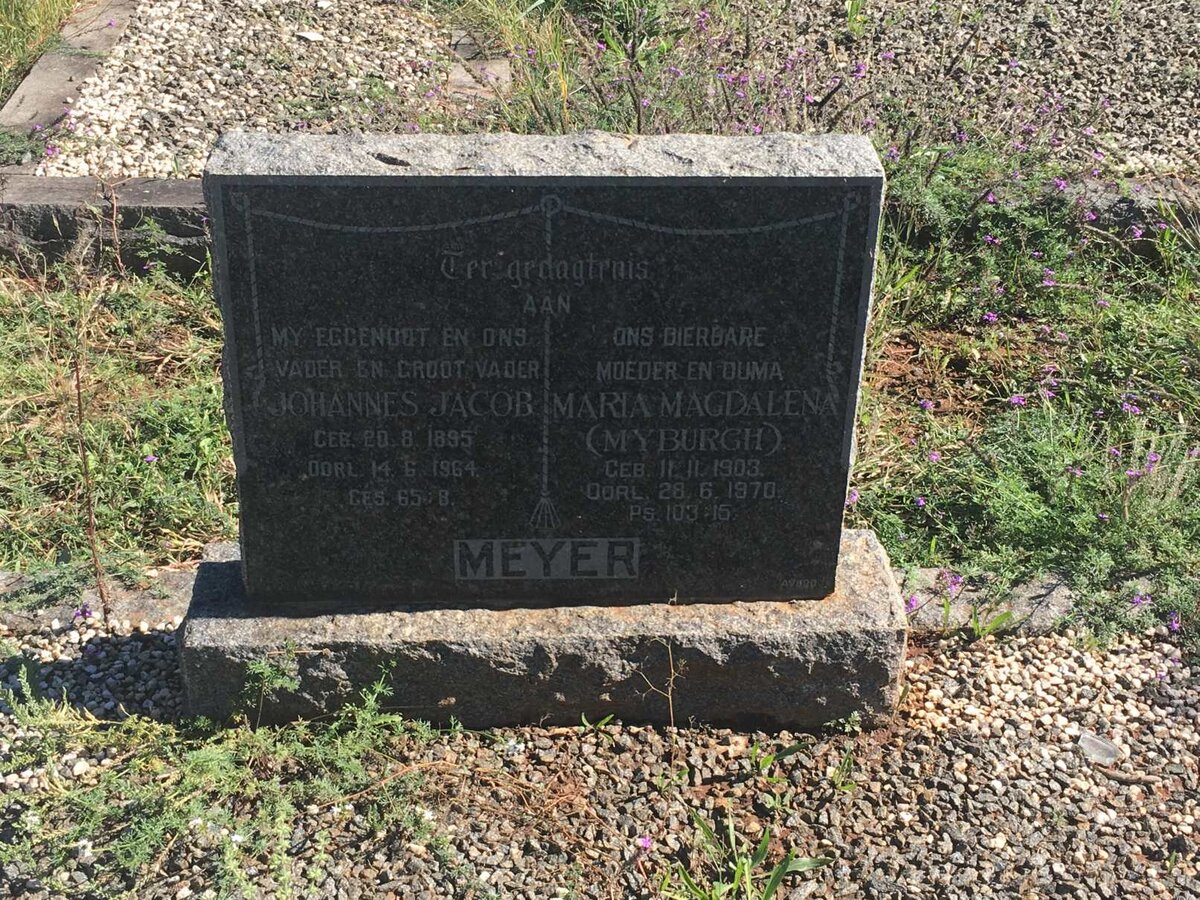 Ter gedagtenis
AAN
MY EGGENOOT EN ONS
VADER EN GROOTVADER
JOHANNES JACOB
GEB. 20. 8. 1895
OORL. 14. 6. 1964
GES. 65:8.
ONS DIERBARE
MOEDER EN OUMA
MARIA MAGDALENA
(MYBURGH)
GEB. 11. 11. 1903.
OORL. 28. 6. 1970.
Ps. 103:15.
MEYER